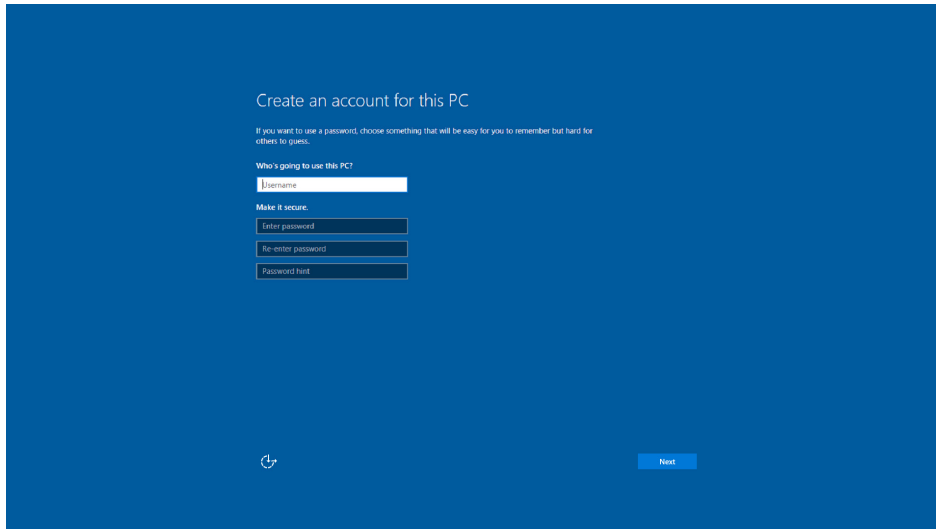 Create an account for this PC
If you want to use a password, choose something that will be easy for you to remember but hard for
others to guess.
Who's going to use this PC?
Username
Make it secure.
Enter password
Re-enter password
Password hint
Next